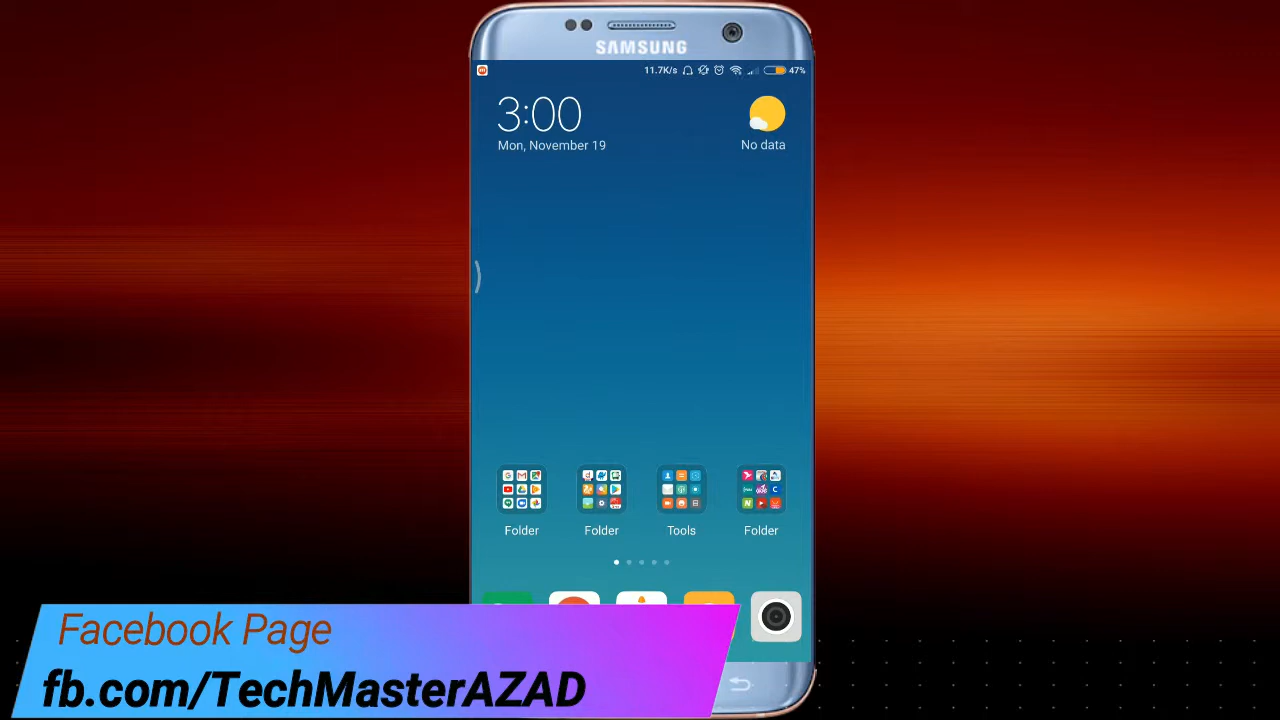 SAMSUNG
11.7K/s
47%
3:00
Mon, November 19
No data
Folder
Folder
Tools
Folder
Facebook Page
fb.com/TechMasterAZAD